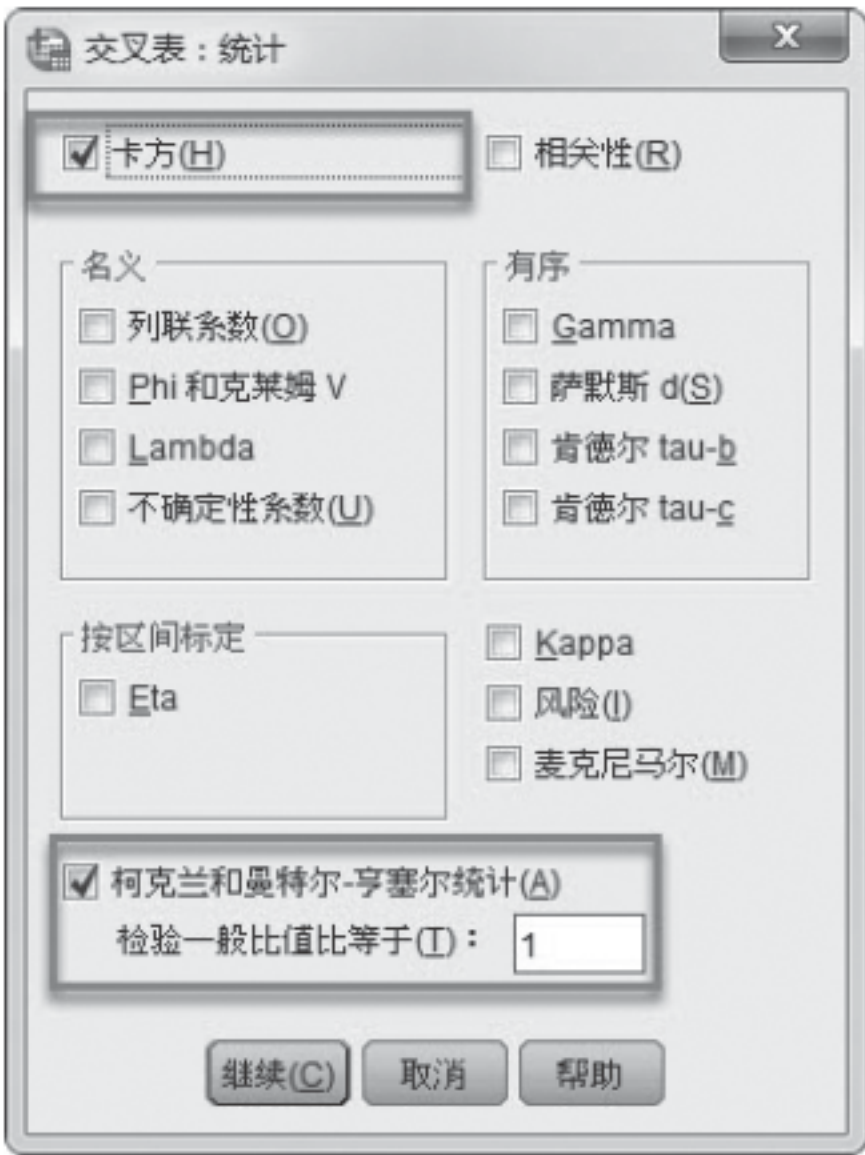 交叉表：统计
卡方(H)
相关性(R)
名义
列联系数(O)
Phi 和克莱姆 V
Lambda
不确定性系数(U)
有序
Gamma
萨默斯 d(S)
肯德尔 tau-b
肯德尔 tau-c
按区间标定
Eta
Kappa
风险(I)
麦克尼马尔(M)
柯克兰和曼特尔-亨塞尔统计(A)
检验一般比值比等于(T)： 1
继续(C) 取消 帮助